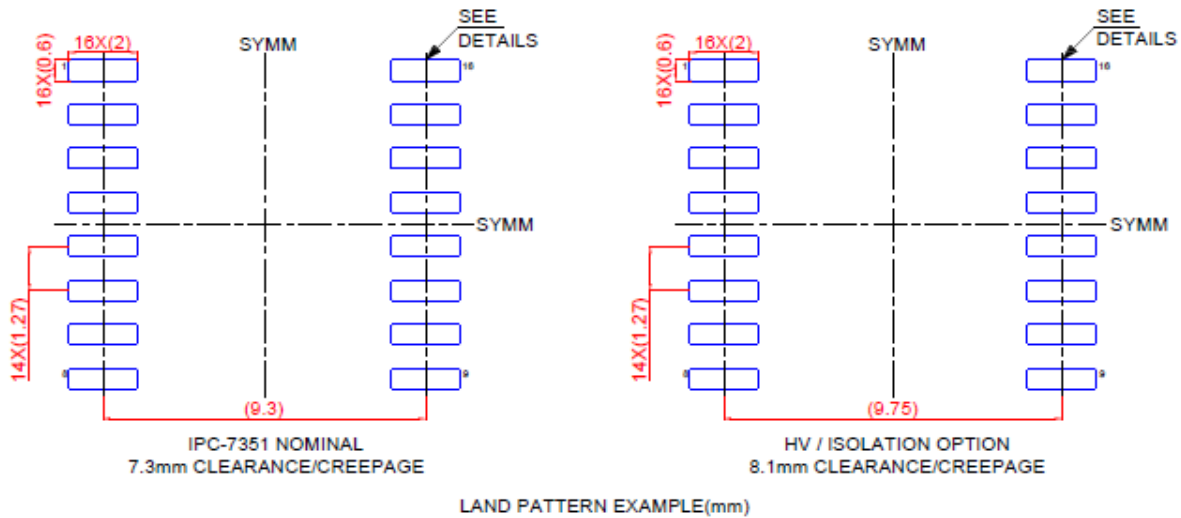 SEE
DETAILS
16X(2)
SYMM
16X(0.6)
1
16
SYMM
14X(1.27)
8
9
(9.3)
IPC-7351 NOMINAL
7.3mm CLEARANCE/CREEPAGE
SEE
DETAILS
16X(2)
SYMM
16X(0.6)
1
16
SYMM
14X(1.27)
8
9
(9.75)
HV / ISOLATION OPTION
8.1mm CLEARANCE/CREEPAGE
LAND PATTERN EXAMPLE(mm)